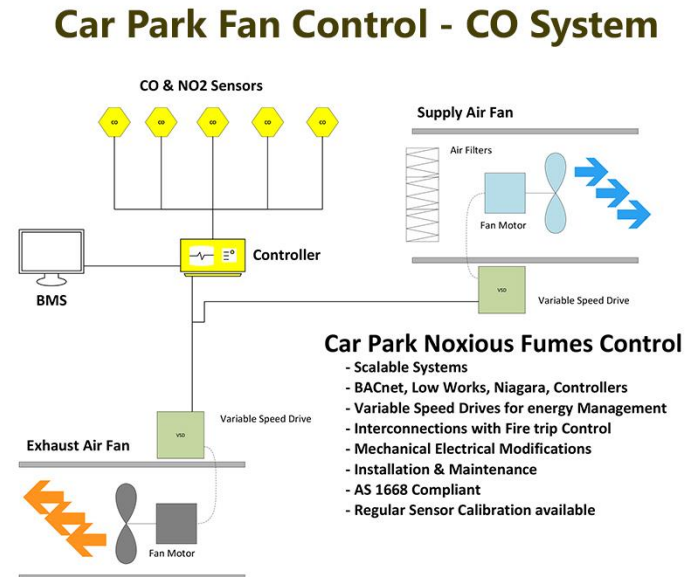 Car Park Fan Control - CO System
CO & NO2 Sensors
CO CO CO CO CO
Supply Air Fan
Air Filters
Fan Motor
Controller
BMS
VSD
Variable Speed Drive
Car Park Noxious Fumes Control
- Scalable Systems
- BACnet, Low Works, Niagara, Controllers
- Variable Speed Drives for energy Management
- Interconnections with Fire trip Control
- Mechanical Electrical Modifications
- Installation & Maintenance
- AS 1668 Compliant
- Regular Sensor Calibration available
Variable Speed Drive
VSD
Exhaust Air Fan
Fan Motor